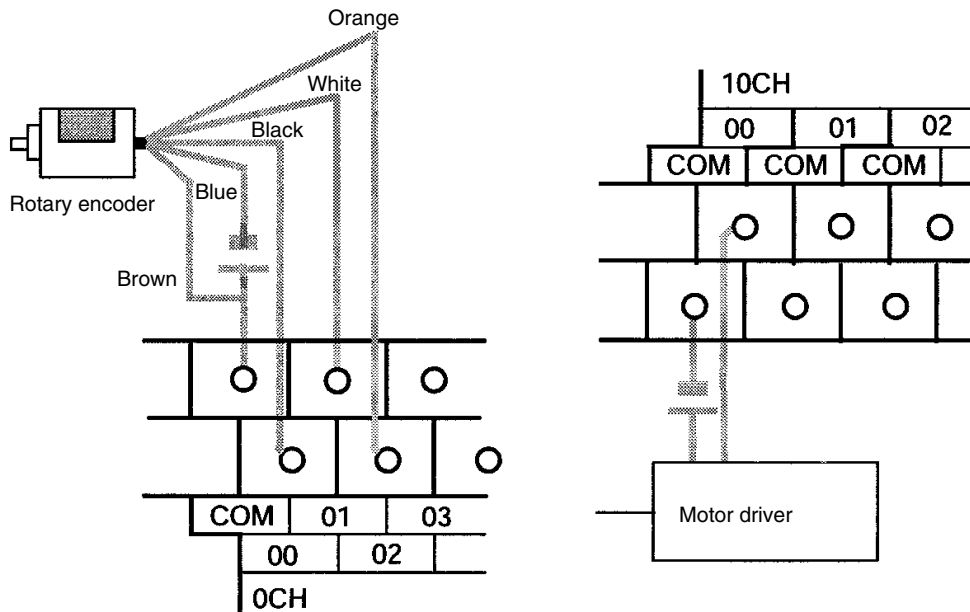 Orange
White
Black
Rotary encoder
Blue
Brown
COM 01 03
00 02
0CH
10CH
00 01 02
COM COM COM
Motor driver